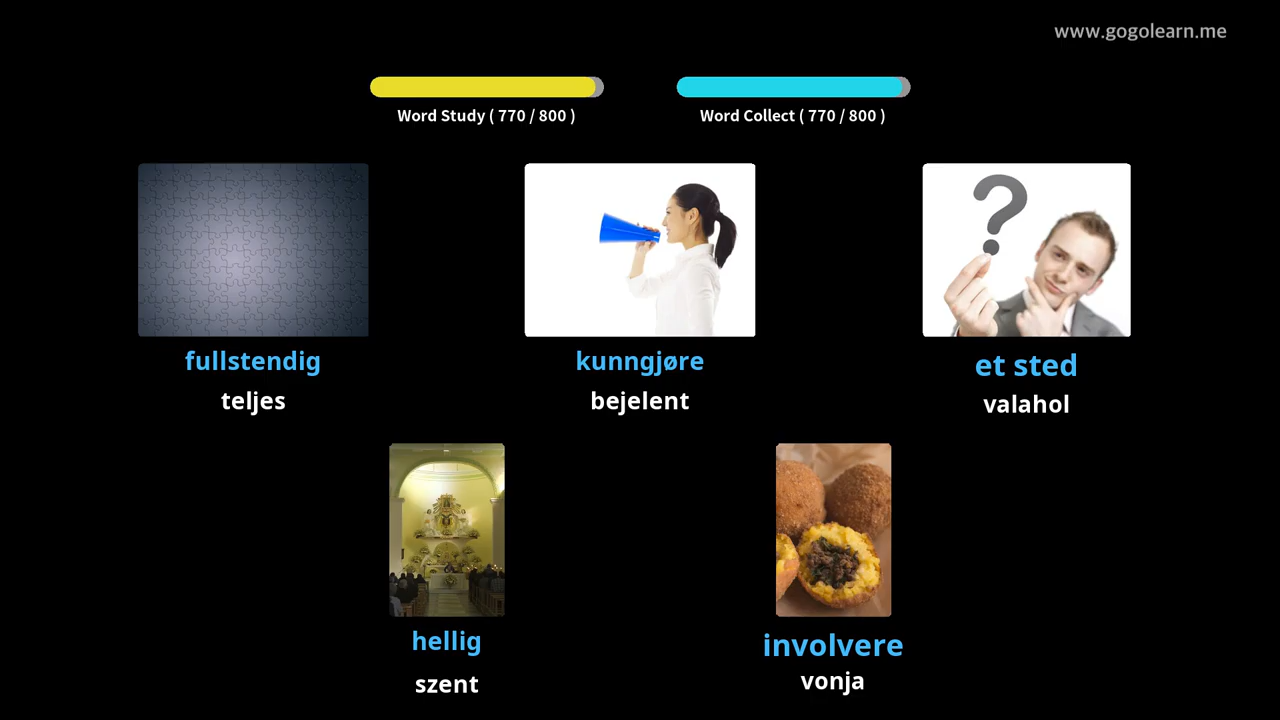 www.gogolearn.me
Word Study ( 770 / 800 )
Word Collect ( 770 / 800 )
fullstendig
teljes
kunngjøre
bejelent
et sted
valahol
hellig
szent
involvere
vonja